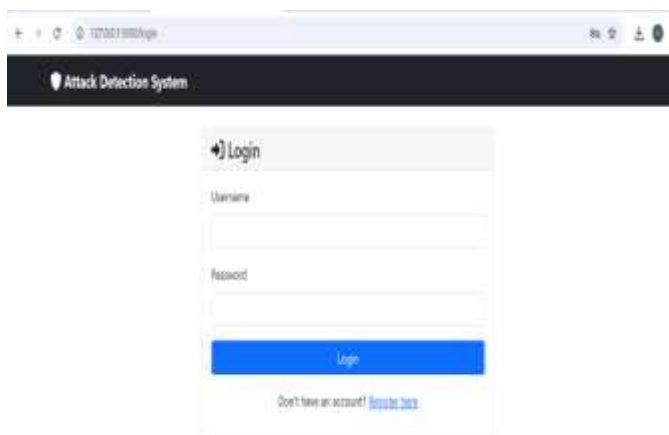 Attack Detection System
Login
Username
Password
Login
Don't have an account? Register here